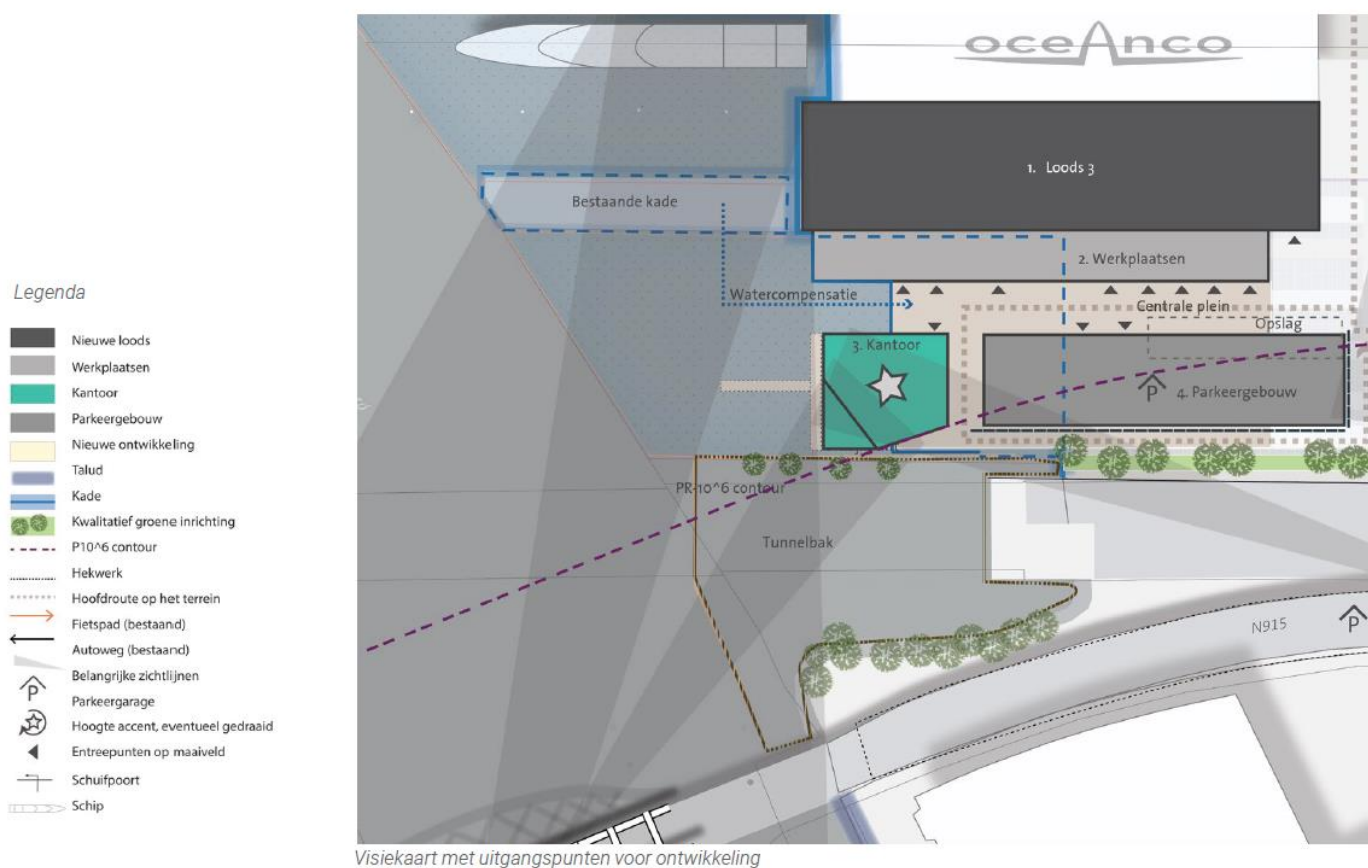 oceAnco
1. Loods 3
Bestaande kade
2. Werkplaatsen
Watercompensatie
Centrale plein
Opslag
3. Kantoor
P
4. Parkeergebouw
PR-10^6 contour
Tunnelbak
N915
P
Legenda
Nieuwe loods
Werkplaatsen
Kantoor
Parkeergebouw
Nieuwe ontwikkeling
Talud
Kade
Kwalitatief groene inrichting
P10^6 contour
Hekwerk
Hoofdroute op het terrein
Fietspad (bestaand)
Autoweg (bestaand)
Belangrijke zichtlijnen
P
Parkeergarage
Hoogte accent, eventueel gedraaid
Entreepunten op maaiveld
Schuifpoort
Schip
Visiekaart met uitgangspunten voor ontwikkeling